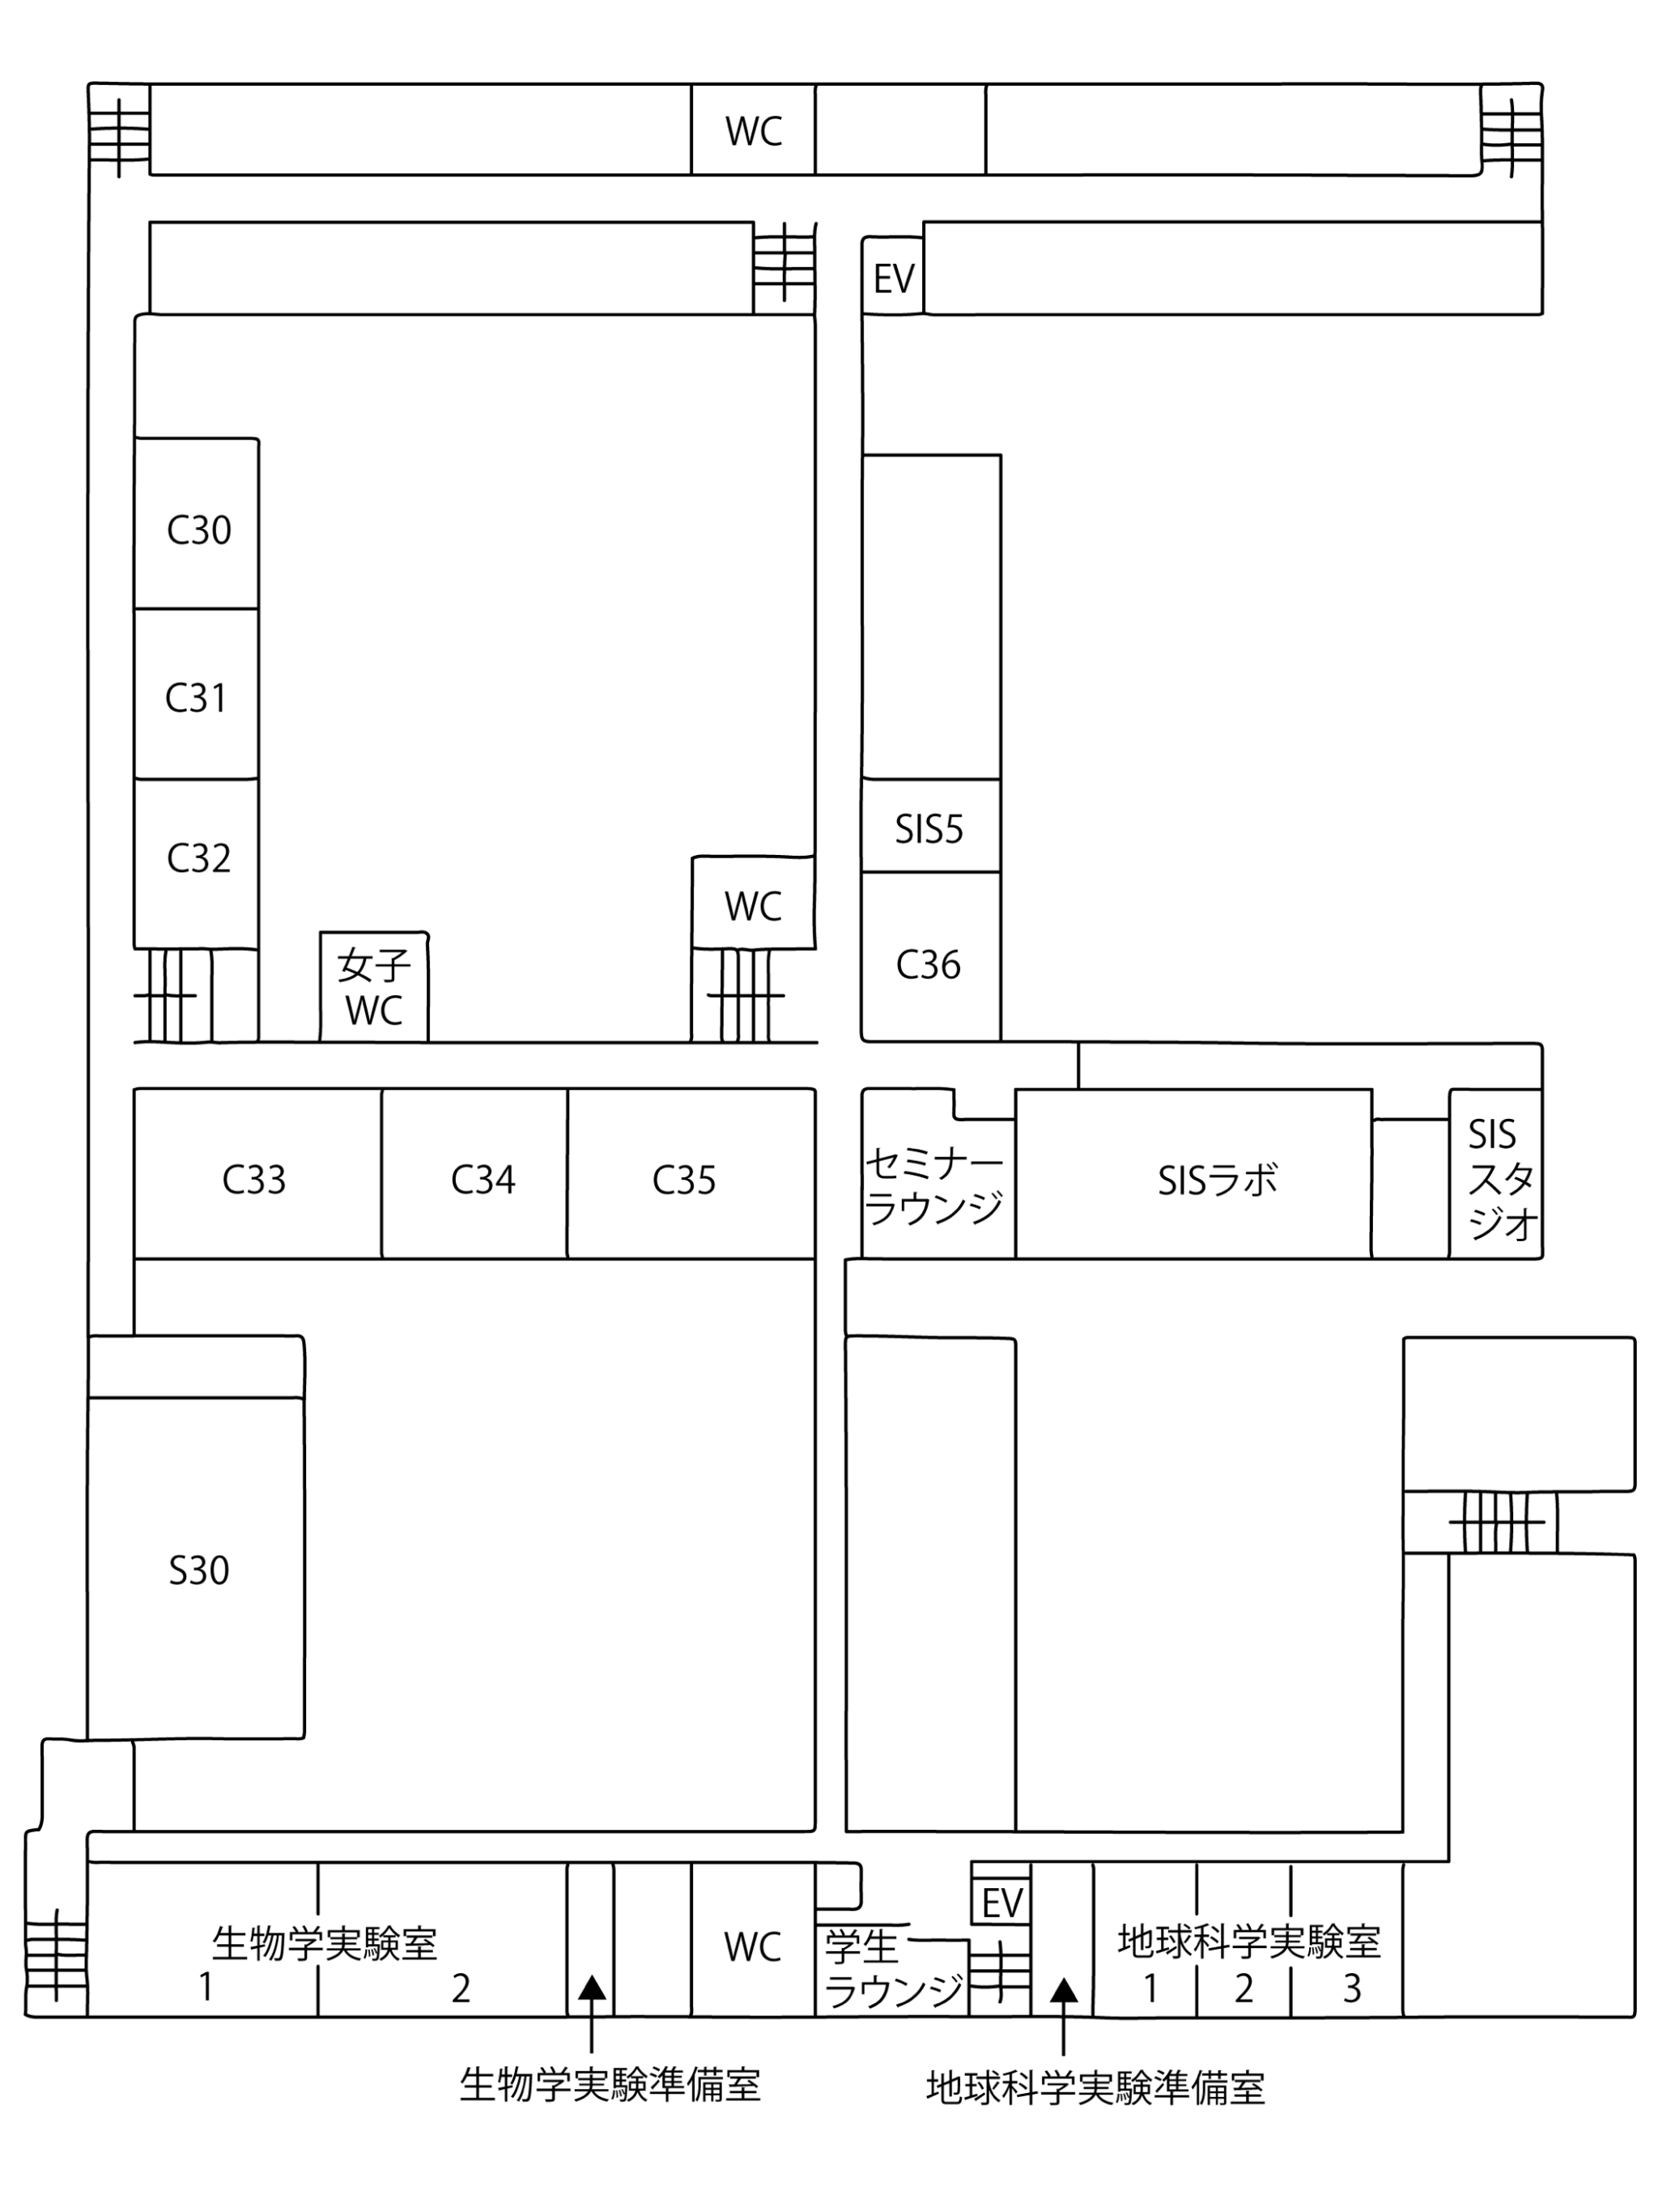 WC
EV
C30
C31
C32
SIS5
WC
C36
女子
WC
C33
C34
C35
セミナー
ラウンジ
SISラボ
SIS
スタ
ジオ
S30
生物学実験室
1
2
WC
学生
ラウンジ
EV
地球科学実験室
1
2
3
生物学実験準備室
地球科学実験準備室